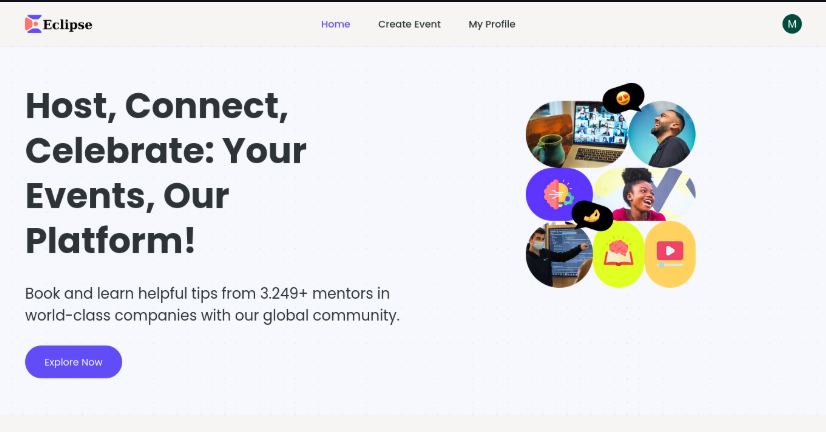 Eclipse
Home Create Event My Profile
M
Host, Connect,
Celebrate: Your
Events, Our
Platform!
Book and learn helpful tips from 3.249+ mentors in
world-class companies with our global community.
Explore Now